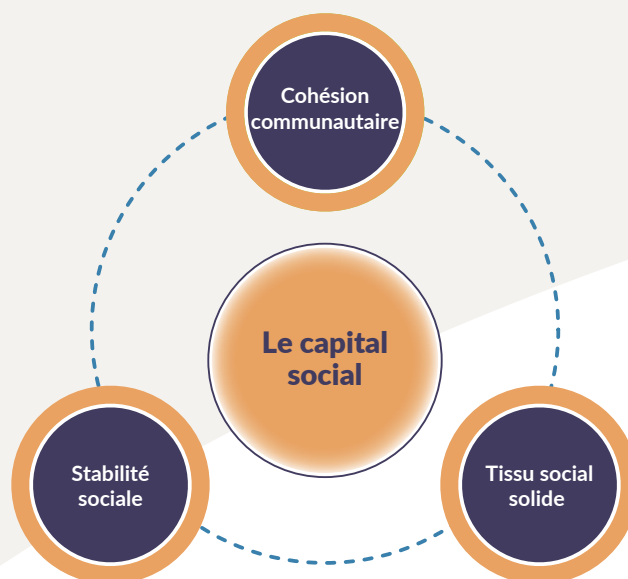 Cohésion
communautaire
Le capital
social
Stabilité
sociale
Tissu social
solide